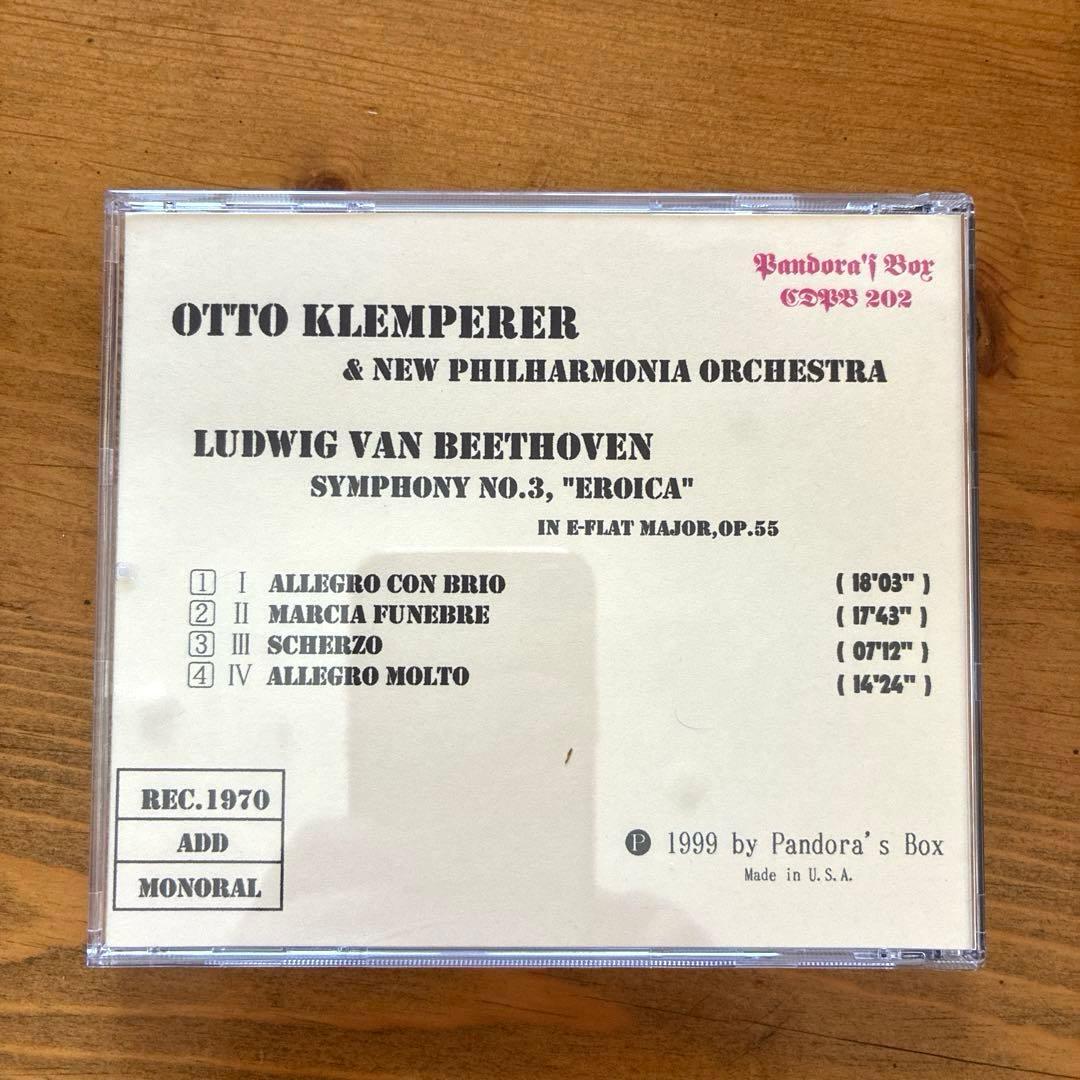 Pandora's Box
CDPB 202
OTTO KLEMPERER
& NEW PHILHARMONIA ORCHESTRA
LUDWIG VAN BEETHOVEN
SYMPHONY NO.3, "EROICA"
IN E-FLAT MAJOR,OP.55
1 I ALLEGRO CON BRIO ( 18'03" )
2 II MARCIA FUNEBRE ( 17'43" )
3 III SCHERZO ( 07'12" )
4 IV ALLEGRO MOLTO ( 14'24" )
REC.1970
ADD
MONORAL
Ⓟ 1999 by Pandora's Box
Made in U.S.A.